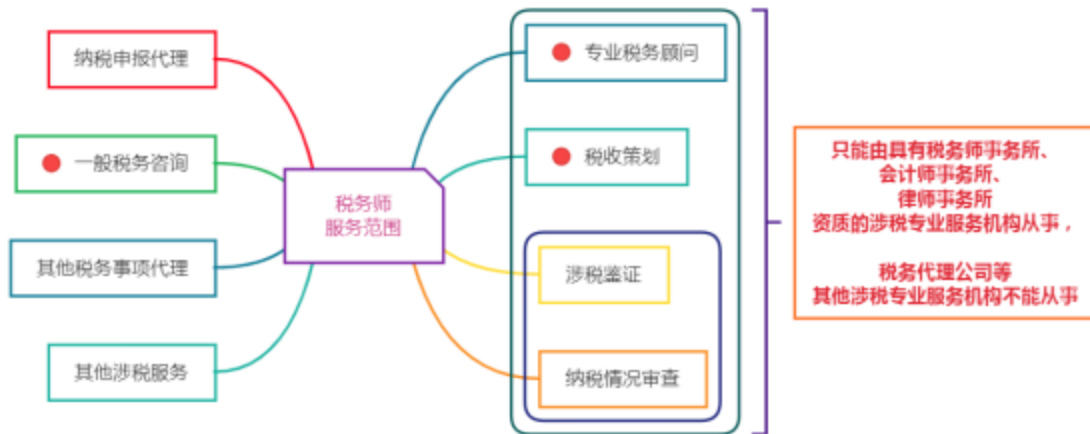 纳税申报代理
一般税务咨询
其他税务事项代理
其他涉税服务
税务师
服务范围
专业税务顾问
税收策划
涉税鉴证
纳税情况审查
只能由具有税务师事务所、
会计师事务所、
律师事务所
资质的涉税专业服务机构从事，
税务代理公司等
其他涉税专业服务机构不能从事